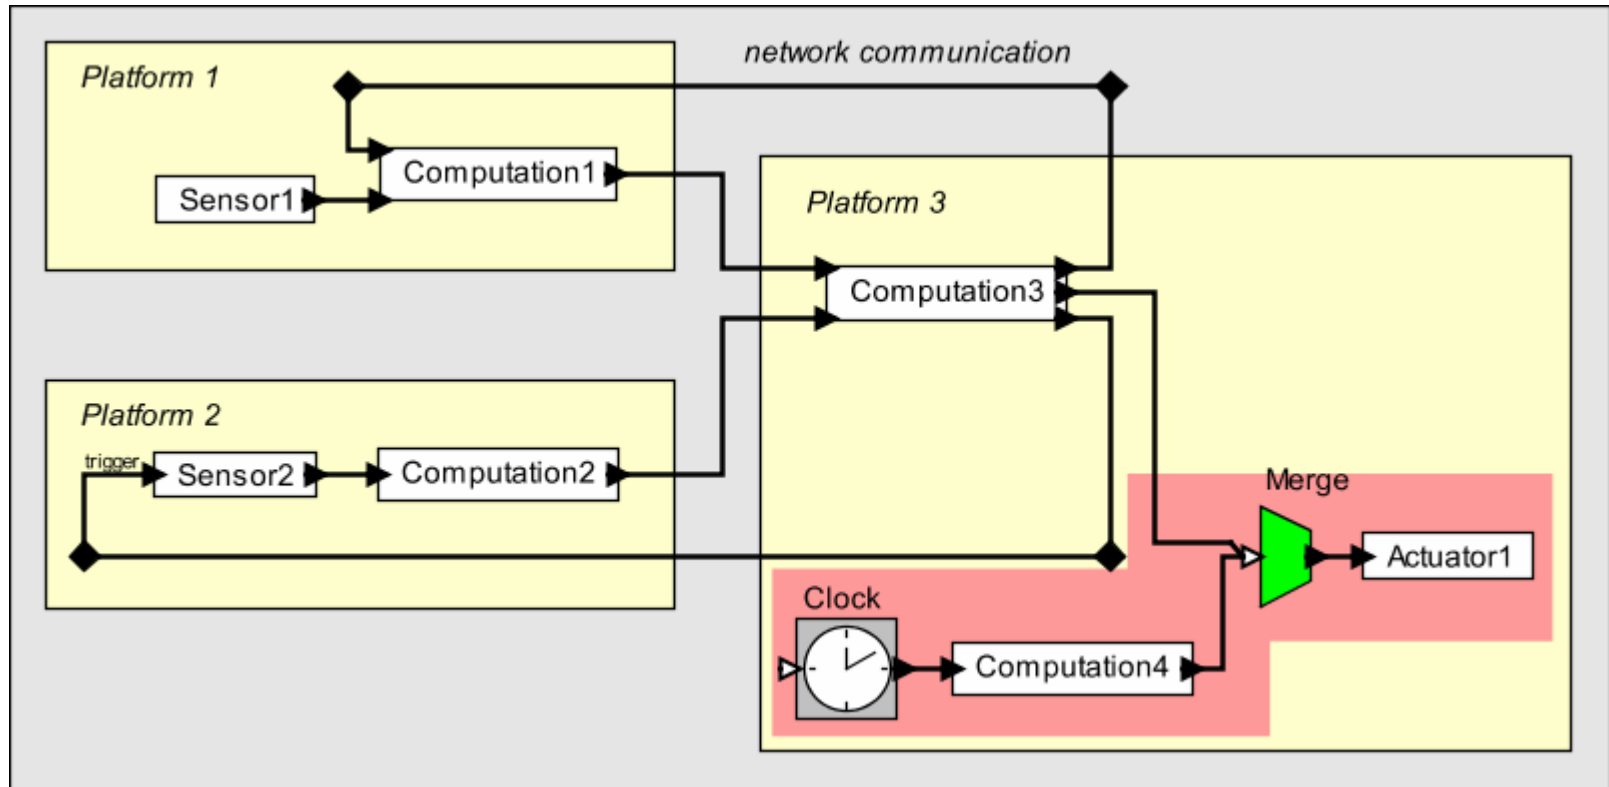 network communication
Platform 1
Computation1
Sensor1
Platform 3
Computation3
Platform 2
trigger
Sensor2
Computation2
Merge
Actuator1
Clock
Computation4